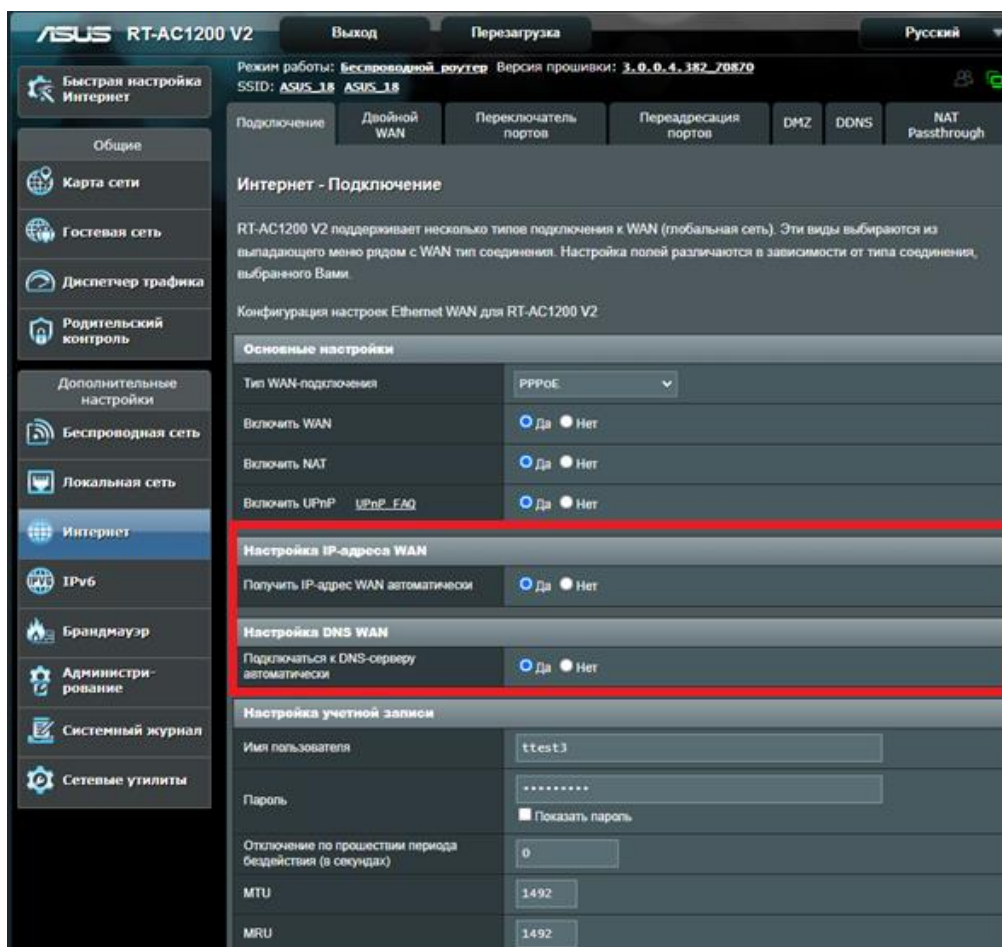 ASUS RT-AC1200 V2 Выход Перезагрузка Русский
Быстрая настройка
Интернет
Режим работы: Беспроводной роутер Версия прошивки: 3.0.0.4.382_70870
SSID: ASUS_18 ASUS_18
Общие
Карта сети
Гостевая сеть
Диспетчер трафика
Родительский
контроль
Дополнительные
настройки
Беспроводная сеть
Локальная сеть
Интернет
IPv6
Брандмауэр
Администри-
рование
Системный журнал
Сетевые утилиты
Подключение
Двойной
WAN
Переключатель
портов
Переадресация
портов
DMZ
DDNS
NAT
Passthrough
Интернет - Подключение
RT-AC1200 V2 поддерживает несколько типов подключения к WAN (глобальная сеть). Эти виды выбираются из
выпадающего меню рядом с WAN тип соединения. Настройка полей различаются в зависимости от типа соединения,
выбранного Вами.
Конфигурация настроек Ethernet WAN для RT-AC1200 V2
Основные настройки
Тип WAN-подключения PPPoE
Включить WAN Да Нет
Включить NAT Да Нет
Включить UPnP UPnP FAQ Да Нет
Настройка IP-адреса WAN
Получить IP-адрес WAN автоматически Да Нет
Настройка DNS WAN
Подключаться к DNS-серверу
автоматически Да Нет
Настройка учетной записи
Имя пользователя ttest3
Пароль •••••••••
Показать пароль
Отключение по прошествии периода
бездействия (в секундах) 0
MTU 1492
MRU 1492